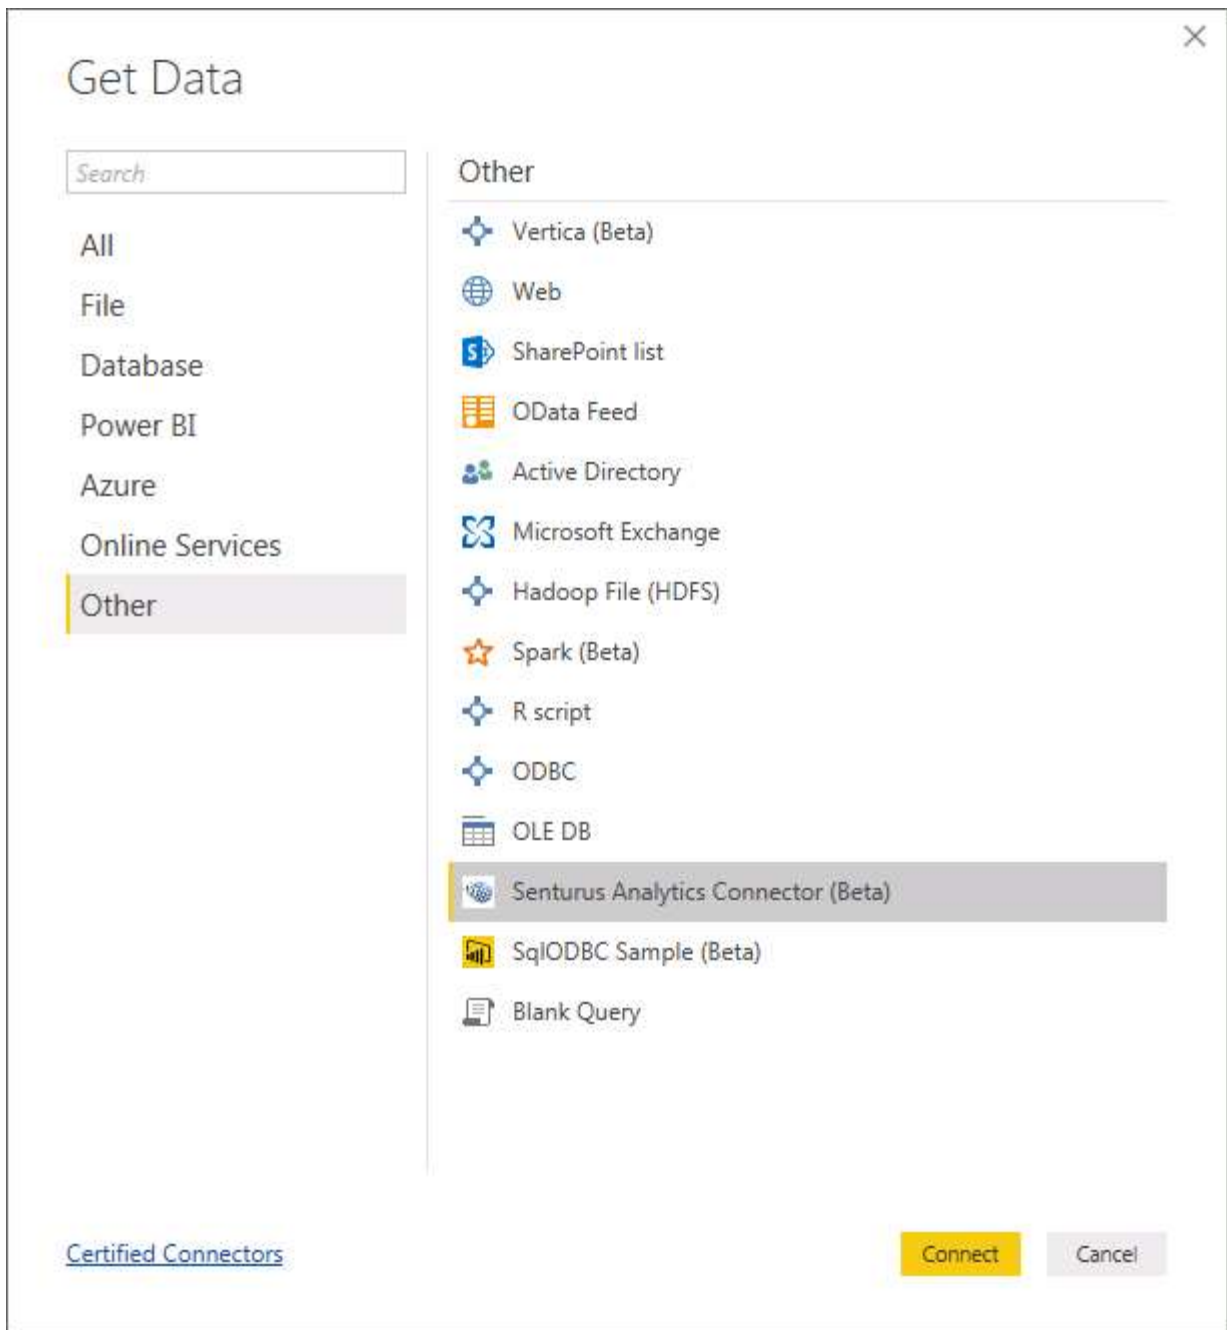 Get Data
Search
All
File
Database
Power BI
Azure
Online Services
Other
Other
Vertica (Beta)
Web
SharePoint list
OData Feed
Active Directory
Microsoft Exchange
Hadoop File (HDFS)
Spark (Beta)
R script
ODBC
OLE DB
Senturus Analytics Connector (Beta)
SqlODBC Sample (Beta)
Blank Query
Certified Connectors
Connect
Cancel